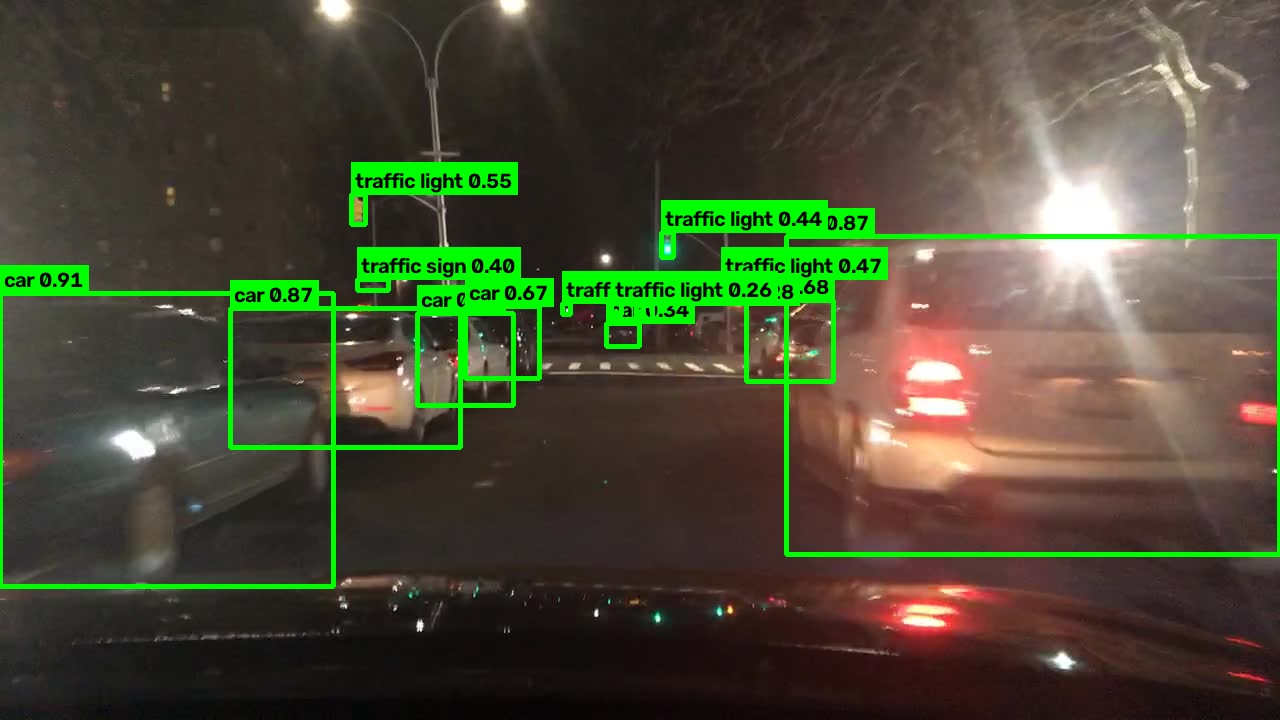 traffic light 0.55
traffic light 0.44
0.87
traffic sign 0.40
traffic light 0.47
car 0.91
car 0.87
car
car 0.67
traffic light 0.26
.68